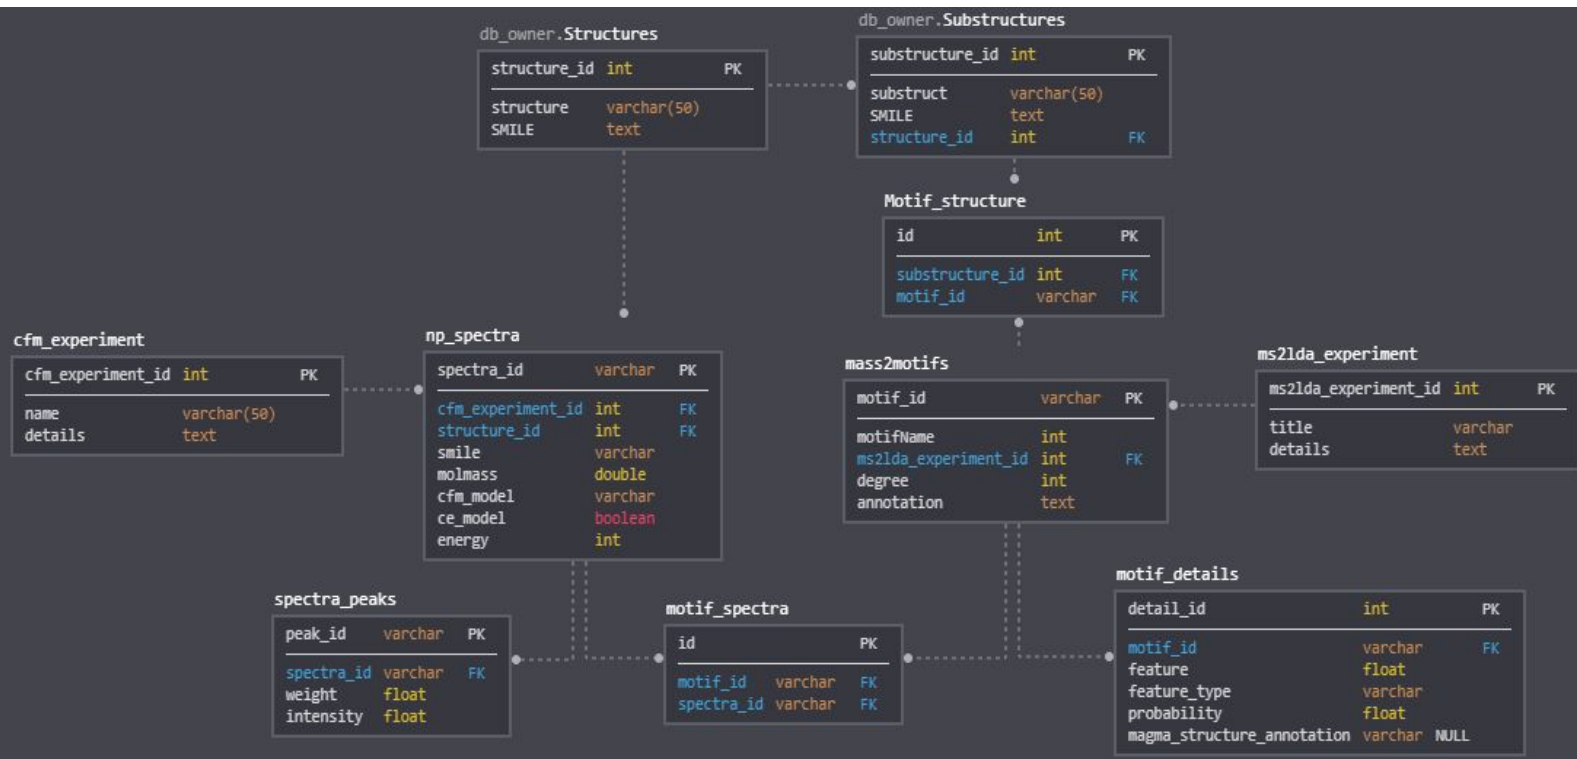 db_owner.Structures
structure_id int PK
structure varchar(50)
SMILE text
db_owner.Substructures
substructure_id int PK
substruct varchar(50)
SMILE text
structure_id int FK
Motif_structure
id int PK
substructure_id int FK
motif_id varchar FK
cfm_experiment
cfm_experiment_id int PK
name varchar(50)
details text
np_spectra
spectra_id varchar PK
cfm_experiment_id int FK
structure_id int FK
smile varchar
molmass double
cfm_model varchar
ce_model boolean
energy int
mass2motifs
motif_id varchar PK
motifName int
ms2lda_experiment_id int FK
degree int
annotation text
ms2lda_experiment
ms2lda_experiment_id int PK
title varchar
details text
spectra_peaks
peak_id varchar PK
spectra_id varchar FK
weight float
intensity float
motif_spectra
id PK
motif_id varchar FK
spectra_id varchar FK
motif_details
detail_id int PK
motif_id varchar FK
feature float
feature_type varchar
probability float
magma_structure_annotation varchar NULL